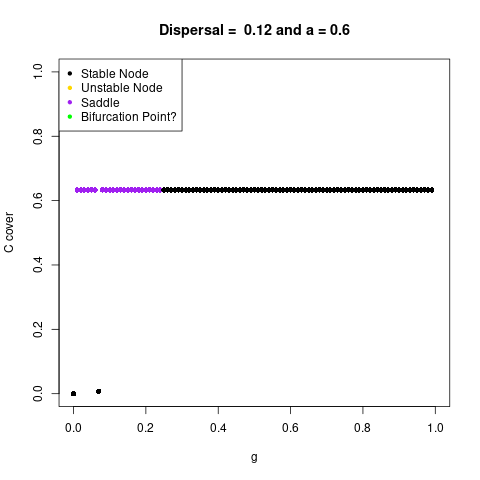 Dispersal =  0.12 and a = 0.6
Stable Node
Unstable Node
Saddle
Bifurcation Point?
C cover
1.0
0.8
0.6
0.4
0.2
0.0
0.0 0.2 0.4 0.6 0.8 1.0
g